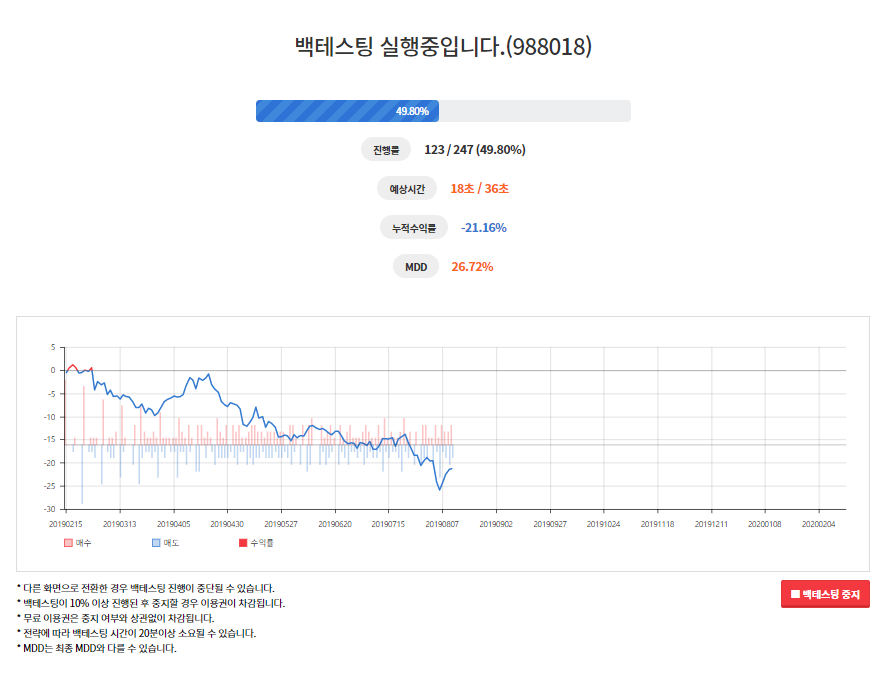 백테스팅 실행중입니다.(988018)
49.80%
진행률 123 / 247 (49.80%)
예상시간 18초 / 36초
누적수익률 -21.16%
MDD 26.72%
5
0
-5
-10
-15
-20
-25
-30
20190215 20190313 20190405 20190430 20190527 20190620 20190715 20190807 20190902 20190927 20191024 20191118 20191211 20200108 20200204
매수 매도 수익률
* 다른 화면으로 전환한 경우 백테스팅 진행이 중단될 수 있습니다.
* 백테스팅이 10% 이상 진행된 후 중지할 경우 이용권이 차감됩니다.
* 무료 이용권은 중지 여부와 상관없이 차감됩니다.
* 전략에 따라 백테스팅 시간이 20분이상 소요될 수 있습니다.
* MDD는 최종 MDD와 다를 수 있습니다.
백테스팅 중지